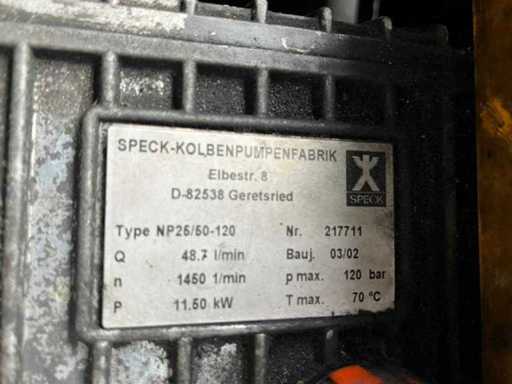 SPECK-KOLBENPUMPENFABRIK
Elbestr. 8
D-82538 Geretsried
SPECK
Type NP25/50-120 Nr. 217711
Q 48.7 l/min Bauj. 03/02
n 1450 1/min p max. 120 bar
P 11.50 kW T max. 70 °C